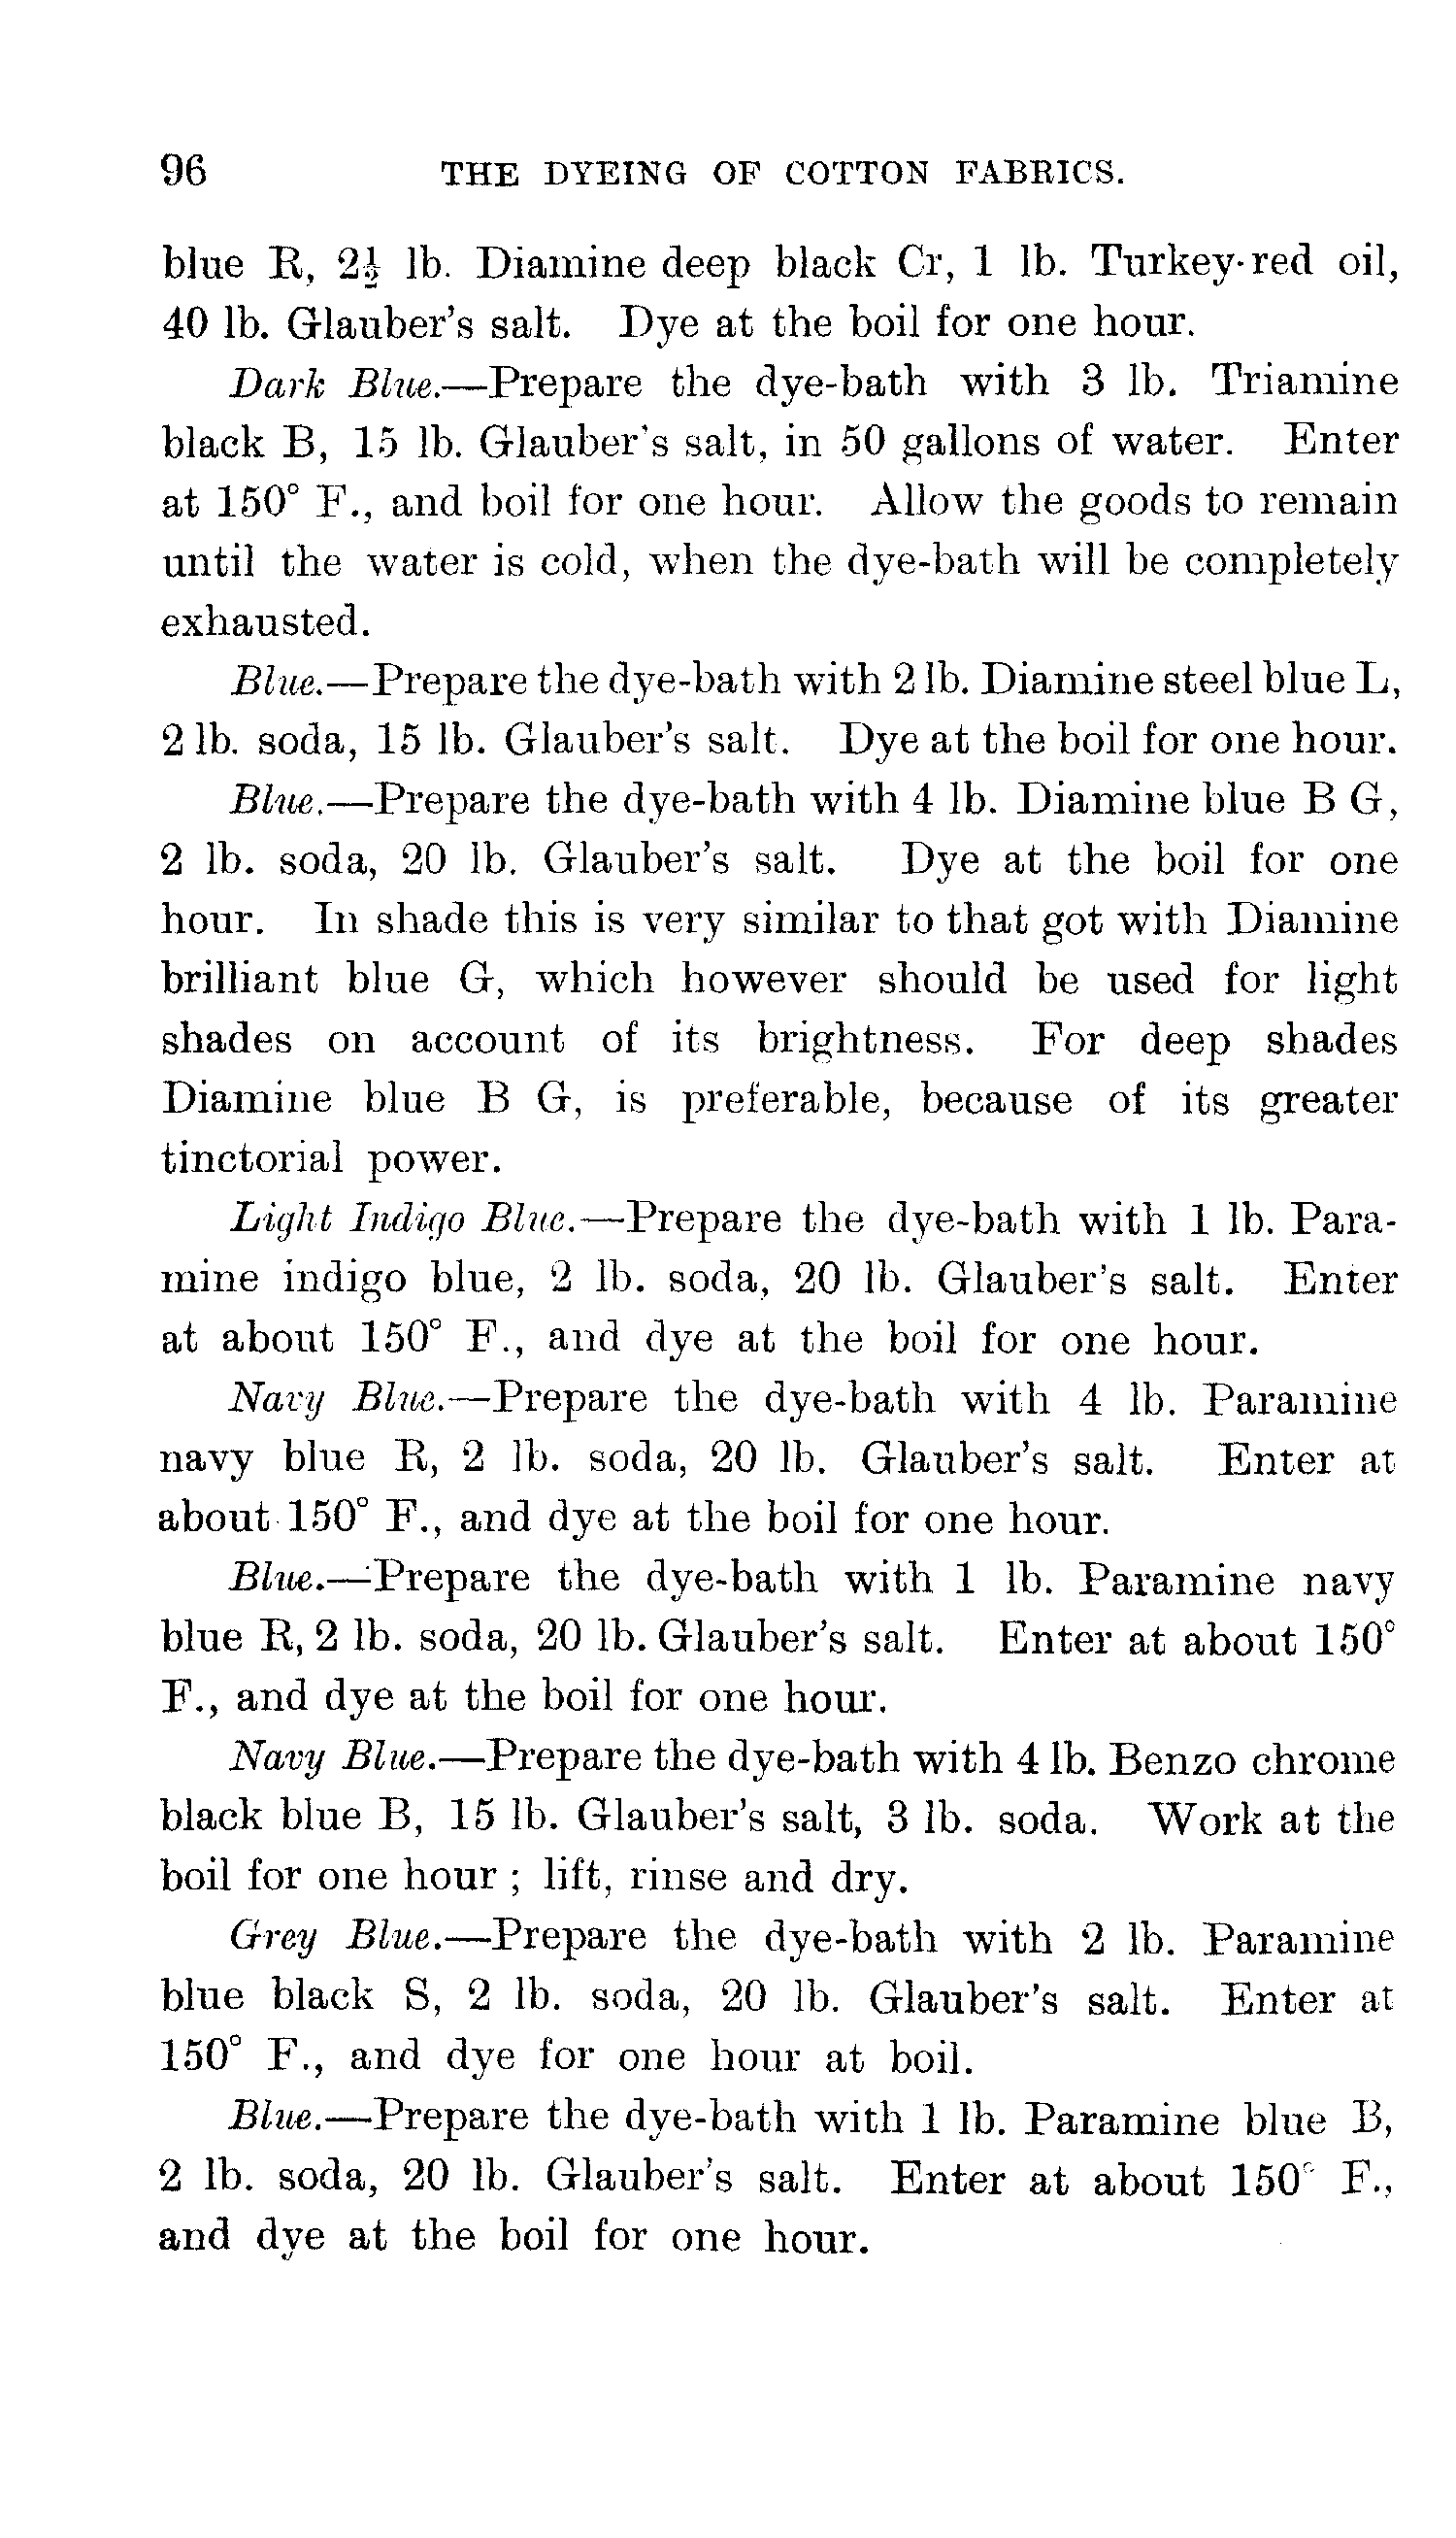 96 THE DYEING OF COTTON FABRICS.
blue R, 2½ lb. Diamine deep black Cr, 1 lb. Turkey-red oil,
40 lb. Glauber's salt. Dye at the boil for one hour.
Dark Blue.—Prepare the dye-bath with 3 lb. Triamine
black B, 15 lb. Glauber's salt, in 50 gallons of water. Enter
at 150° F., and boil for one hour. Allow the goods to remain
until the water is cold, when the dye-bath will be completely
exhausted.
Blue.—Prepare the dye-bath with 2 lb. Diamine steel blue L,
2 lb. soda, 15 lb. Glauber's salt. Dye at the boil for one hour.
Blue.—Prepare the dye-bath with 4 lb. Diamine blue B G,
2 lb. soda, 20 lb. Glauber's salt. Dye at the boil for one
hour. In shade this is very similar to that got with Diamine
brilliant blue G, which however should be used for light
shades on account of its brightness. For deep shades
Diamine blue B G, is preferable, because of its greater
tinctorial power.
Light Indigo Blue.—Prepare the dye-bath with 1 lb. Para-
mine indigo blue, 2 lb. soda, 20 lb. Glauber's salt. Enter
at about 150° F., and dye at the boil for one hour.
Navy Blue.—Prepare the dye-bath with 4 lb. Paramine
navy blue R, 2 lb. soda, 20 lb. Glauber's salt. Enter at
about 150° F., and dye at the boil for one hour.
Blue.—Prepare the dye-bath with 1 lb. Paramine navy
blue R, 2 lb. soda, 20 lb. Glauber's salt. Enter at about 150°
F., and dye at the boil for one hour.
Navy Blue.—Prepare the dye-bath with 4 lb. Benzo chrome
black blue B, 15 lb. Glauber's salt, 3 lb. soda. Work at the
boil for one hour ; lift, rinse and dry.
Grey Blue.—Prepare the dye-bath with 2 lb. Paramine
blue black S, 2 lb. soda, 20 lb. Glauber's salt. Enter at
150° F., and dye for one hour at boil.
Blue.—Prepare the dye-bath with 1 lb. Paramine blue B,
2 lb. soda, 20 lb. Glauber's salt. Enter at about 150° F.,
and dye at the boil for one hour.